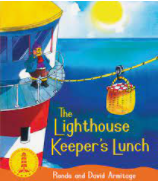 The
Lighthouse
Keeper's Lunch
Ronda and David Armitage